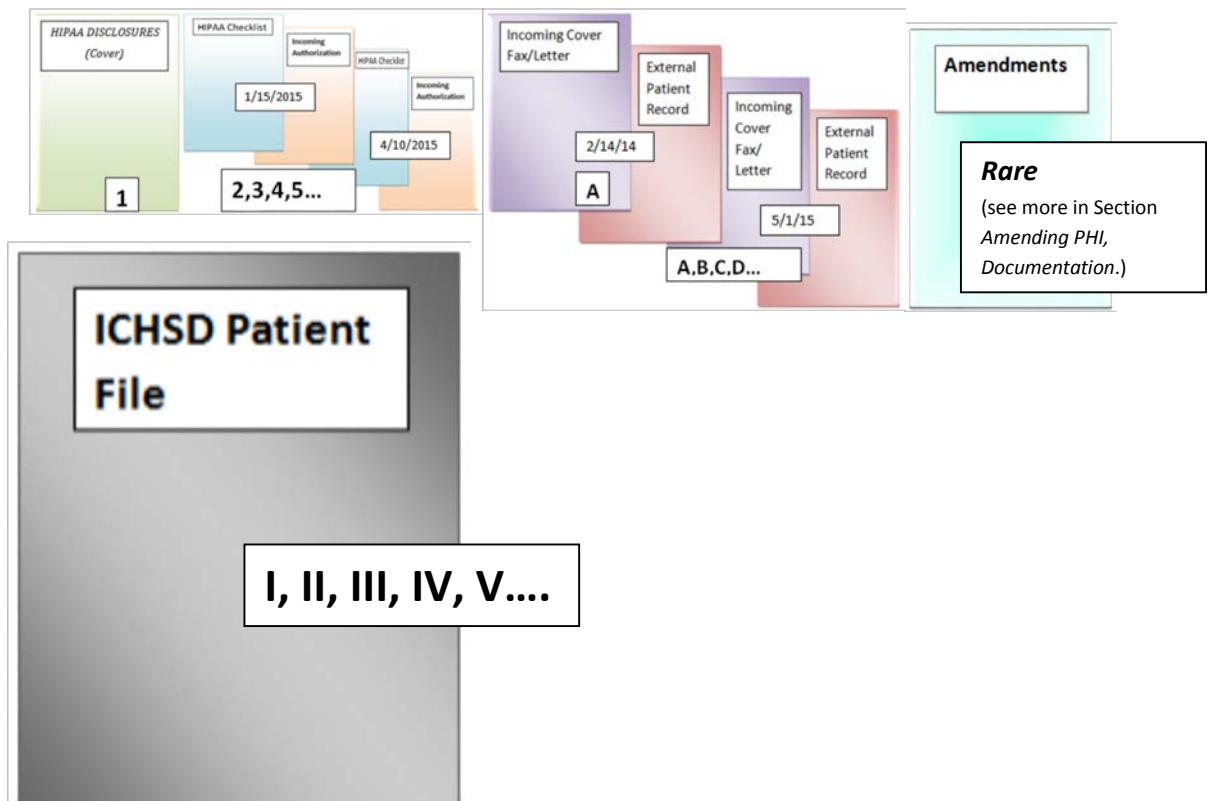 HIPAA DISCLOSURES
(Cover)
1
HIPAA Checklist
Incoming
Authorization
1/15/2015
HIPAA Checklist
Incoming
Authorization
4/10/2015
2,3,4,5...
Incoming Cover
Fax/Letter
External
Patient
Record
2/14/14
A
Incoming
Cover
Fax/
Letter
External
Patient
Record
5/1/15
A,B,C,D...
Amendments
Rare
(see more in Section
Amending PHI,
Documentation.)
ICHSD Patient
File
I, II, III, IV, V....